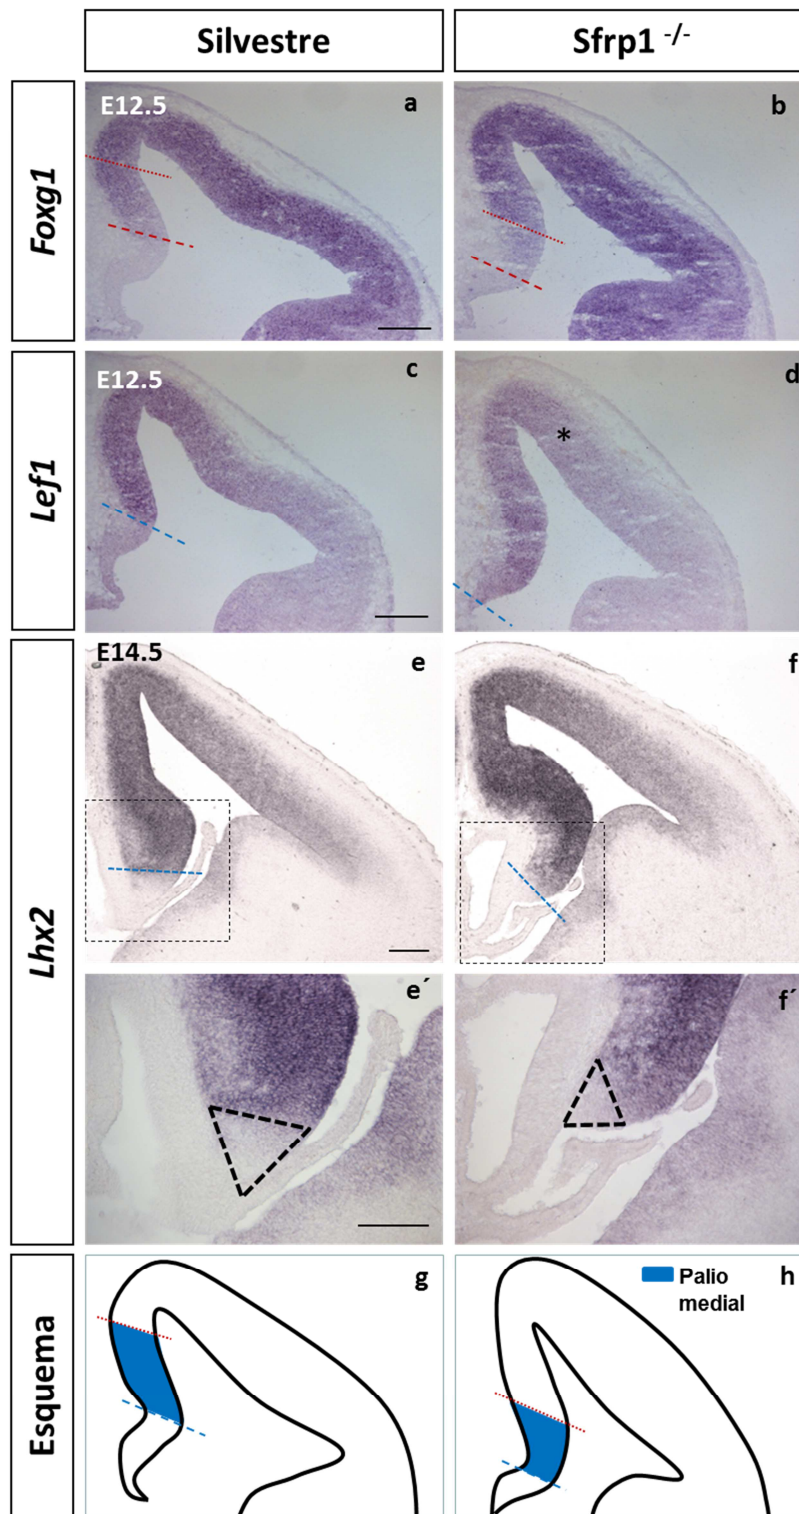 Silvestre
Sfrp1 -/-
Foxg1
E12.5
a
b
Lef1
E12.5
c
d
*
Lhx2
E14.5
e
f
e´
f´
Esquema
g
Palio
medial
h